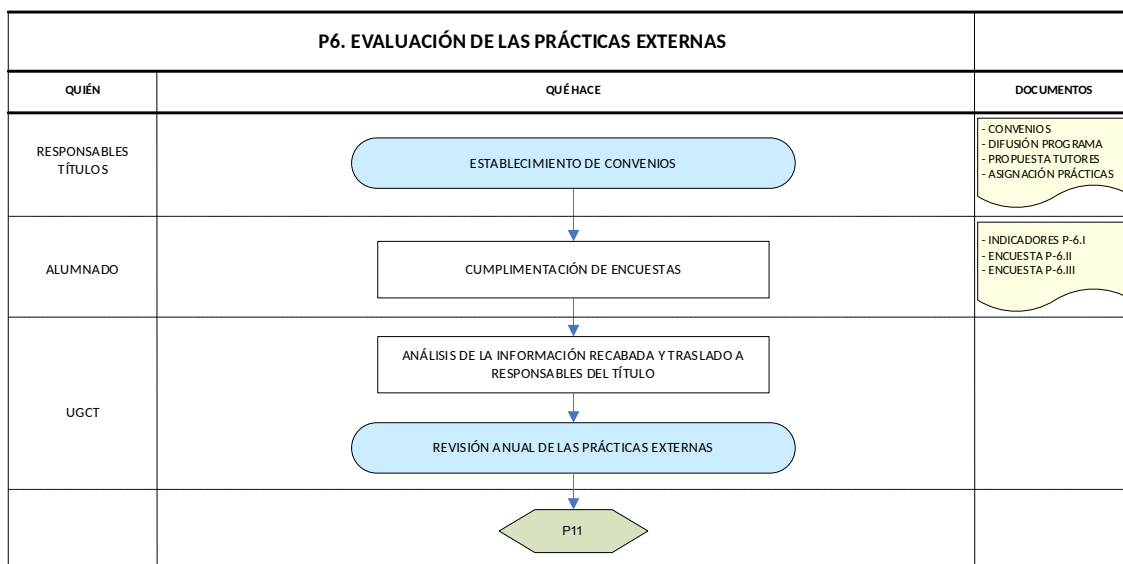 P6. EVALUACIÓN DE LAS PRÁCTICAS EXTERNAS
QUIÉN
QUÉ HACE
DOCUMENTOS
RESPONSABLES
TÍTULOS
ESTABLECIMIENTO DE CONVENIOS
- CONVENIOS
- DIFUSIÓN PROGRAMA
- PROPUESTA TUTORES
- ASIGNACIÓN PRÁCTICAS
ALUMNADO
CUMPLIMENTACIÓN DE ENCUESTAS
- INDICADORES P-6.I
- ENCUESTA P-6.II
- ENCUESTA P-6.III
UGCT
ANÁLISIS DE LA INFORMACIÓN RECABADA Y TRASLADO A
RESPONSABLES DEL TÍTULO
REVISIÓN ANUAL DE LAS PRÁCTICAS EXTERNAS
P11